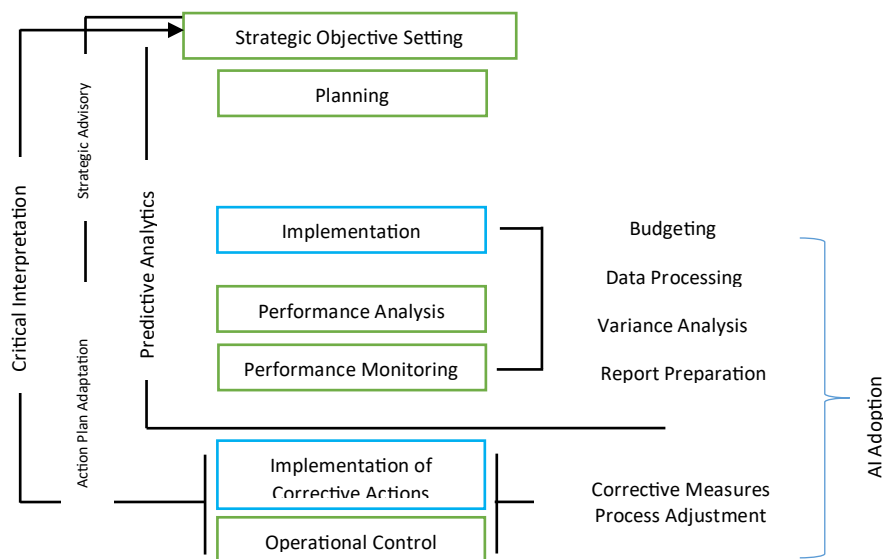 Strategic Objective Setting
Planning
Strategic Advisory
Critical Interpretation
Predictive Analytics
Action Plan Adaptation
Implementation
Performance Analysis
Performance Monitoring
Budgeting
Data Processing
Variance Analysis
Report Preparation
AI Adoption
Implementation of
Corrective Actions
Operational Control
Corrective Measures
Process Adjustment